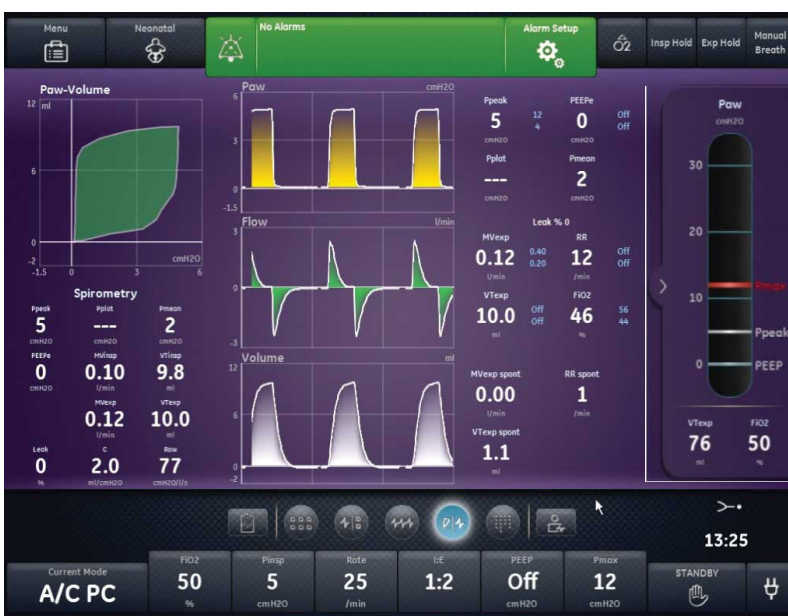 Menu
Neonatal
No Alarms
Alarm Setup
O2
Insp Hold
Exp Hold
Manual
Breath
Paw-Volume
12 ml
6
0
-2
cmH2O
-1.5 0 3 6
Spirometry
Ppeak Pplat Pmean
5 --- 2
cmH2O cmH2O cmH2O
PEEPe MVinsp VTinsp
0 0.10 9.8
cmH2O l/min ml
MVexp VTexp
0.12 10.0
l/min ml
Leak C Raw
0 2.0 77
% ml/cmH2O cmH2O/l/s
Paw cmH2O
6
3
0
-1.5
Flow l/min
3
0
-3
Volume ml
12
6
0
-2
Ppeak PEEPe
5 12 4 0 Off Off
cmH2O cmH2O
Pplat Pmean
--- 2
cmH2O cmH2O
Leak % 0
MVexp RR
0.12 0.40 0.20 12 Off Off
l/min /min
VTexp FiO2
10.0 Off Off 46 56 44
ml %
MVexp spont RR spont
0.00 1
l/min /min
VTexp spont
1.1
ml
Paw
cmH2O
30
20
Pmax
10
Ppeak
0 PEEP
VTexp FiO2
76 50
ml %
13:25
Current Mode
A/C PC
FiO2
50
%
Pinsp
5
cmH2O
Rate
25
/min
I:E
1:2
PEEP
Off
cmH2O
Pmax
12
cmH2O
STANDBY